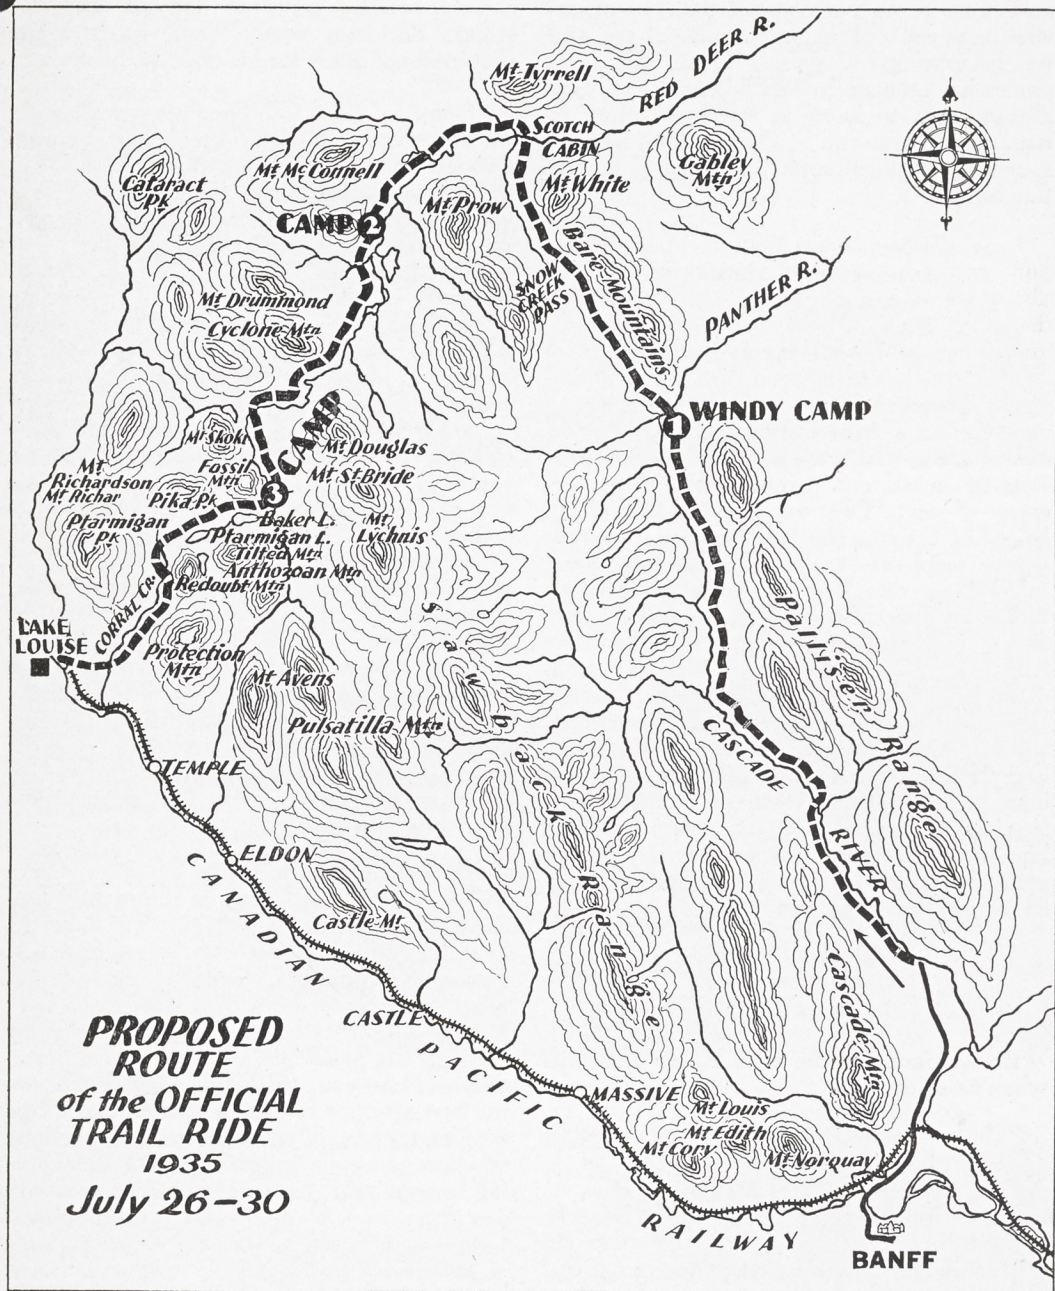 Mt. Tyrrell
RED DEER R.
SCOTCH
CABIN
Mt. McConnell
Cataract
Pk.
Gabley
Mtn
Mt. White
Mt. Prow
CAMP 2
Bare Mountains
SNOW
CREEK
PASS
PANTHER R.
Mt. Drummond
Cyclone Mtn
1 WINDY CAMP
CAMP
3
Mt. Skoki
Mt. Douglas
Fossil
Mtn
Mt. St. Bride
Mt.
Richardson
Mt. Richar
Pika Pk.
Ptarmigan
Pk.
Baker L.
Ptarmigan L.
Mt.
Lychnis
Tilted Mtn
Anthozoan Mtn
Redoubt Mtn
CORRAL CR.
LAKE
LOUISE
Protection
Mtn
Mt. Avens
Pulsatilla Mtn
Sawback Range
Palliser Range
CASCADE
RIVER
TEMPLE
ELDON
Castle Mt.
CASTLE
MASSIVE
CANADIAN
PACIFIC
RAILWAY
Cascade Mtn
Mt. Louis
Mt. Edith
Mt. Cory
Mt. Norquay
BANFF
PROPOSED
ROUTE
of the OFFICIAL
TRAIL RIDE
1935
July 26-30